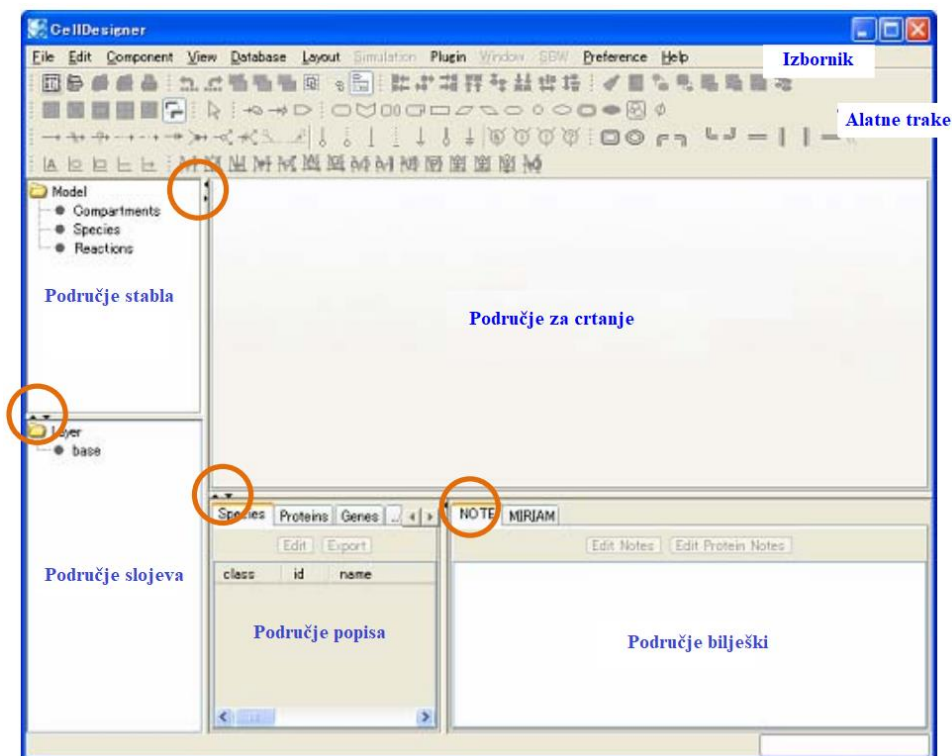 CellDesigner
File Edit Component View Database Layout Simulation Plugin Window SBW Preference Help
Izbornik
Alatne trake
Model
Compartments
Species
Reactions
Područje stabla
Područje za crtanje
Layer
base
Područje slojeva
Species Proteins Genes ...
Edit Export
class id name
Područje popisa
NOTE MIRIAM
Edit Notes Edit Protein Notes
Područje bilješki